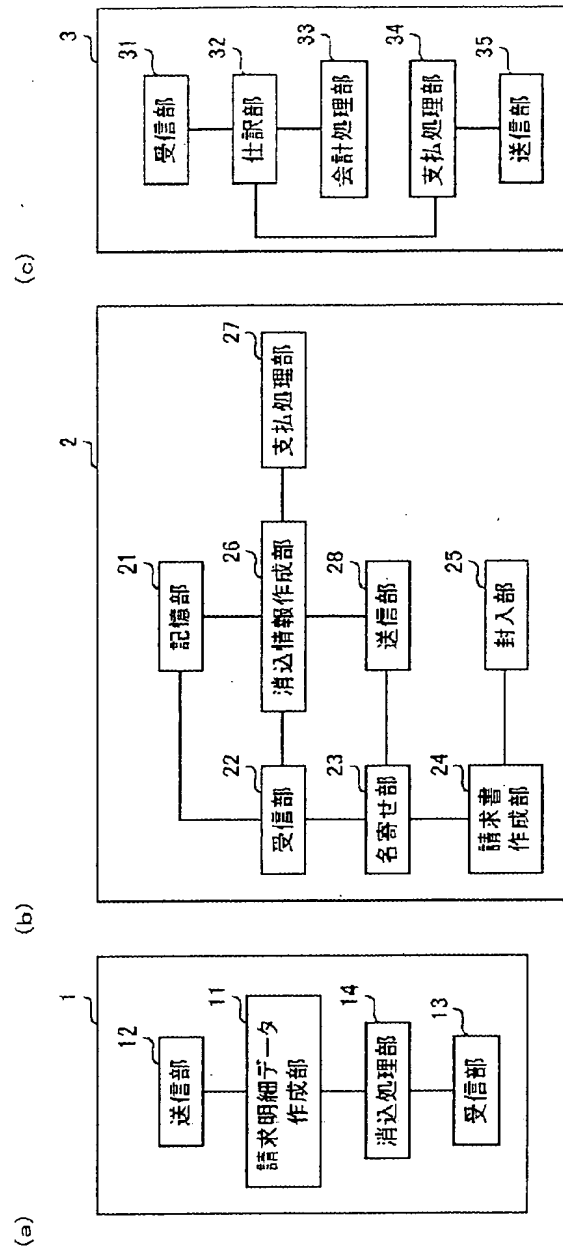 (a)
1
12
送信部
11
請求明細データ
作成部
14
消込処理部
13
受信部
(b)
2
21
記憶部
22
受信部
26
消込情報作成部
27
支払処理部
23
名寄せ部
28
送信部
24
請求書
作成部
25
封入部
(c)
3
31
受信部
32
仕訳部
33
会計処理部
34
支払処理部
35
送信部